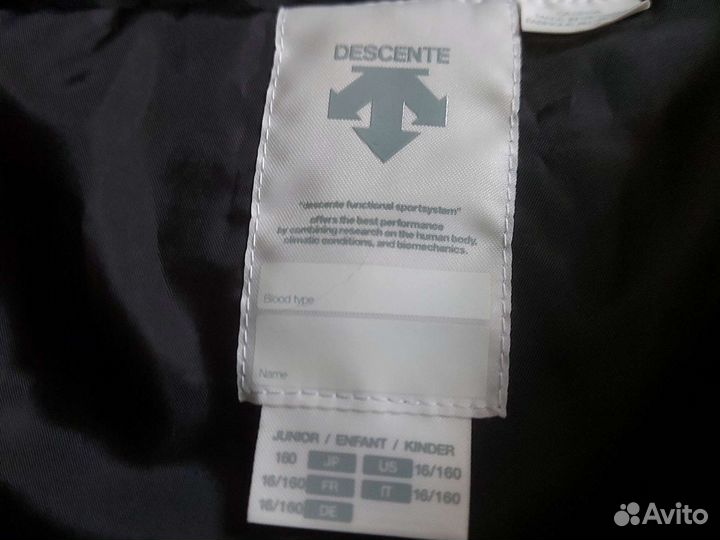 DESCENTE
"descente functional sportsystem"
offers the best performance
by combining research on the human body,
climatic conditions, and biomechanics.
Blood type
Name
JUNIOR / ENFANT / KINDER
160 JP US 16/160
16/160 FR IT 16/160
16/160 DE
Avito